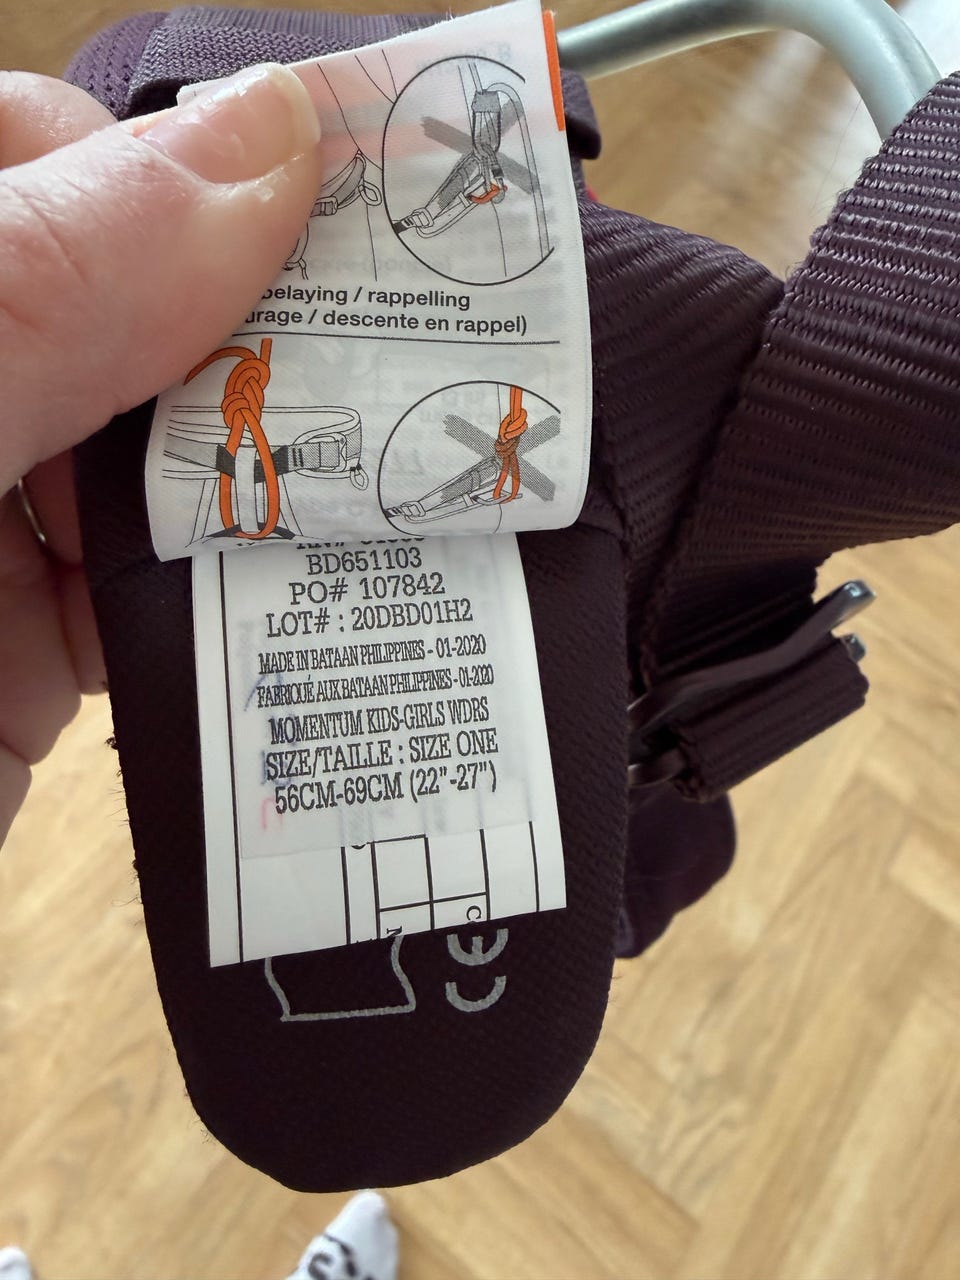 belaying / rappelling
urage / descente en rappel)
BD651103
PO# 107842
LOT# : 20DBD01H2
MADE IN BATAAN PHILIPPINES - 01-2020
FABRIQUÉ AUX BATAAN PHILIPPINES - 01-2020
MOMENTUM KIDS-GIRLS WDRS
SIZE/TAILLE : SIZE ONE
56CM-69CM (22"-27")
CE